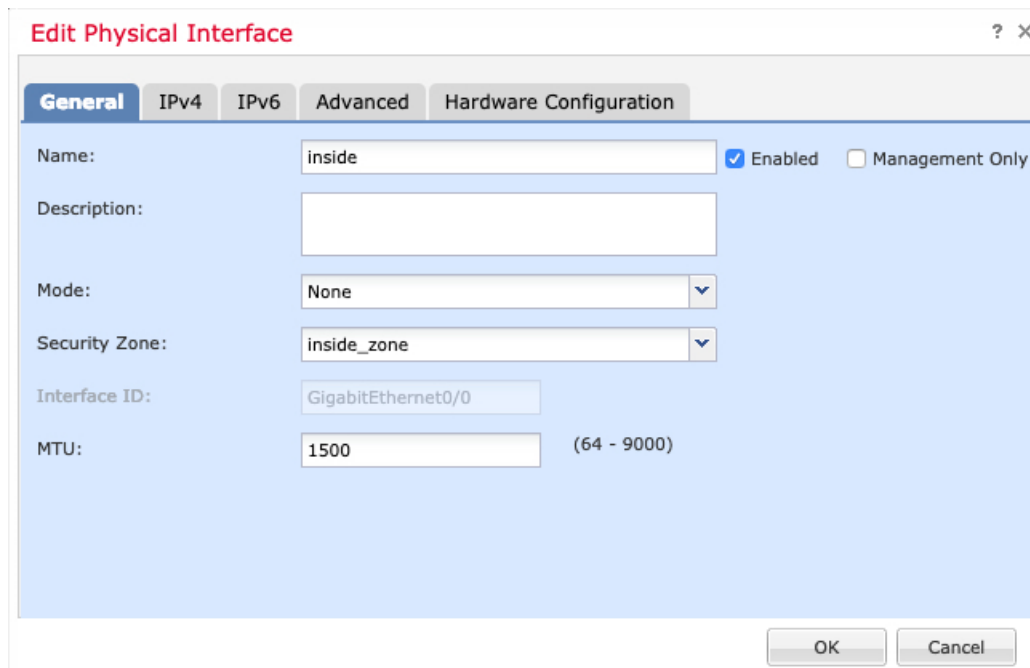 Edit Physical Interface ? ×
General IPv4 IPv6 Advanced Hardware Configuration
Name: inside Enabled Management Only
Description:
Mode: None
Security Zone: inside_zone
Interface ID: GigabitEthernet0/0
MTU: 1500 (64 - 9000)
OK Cancel